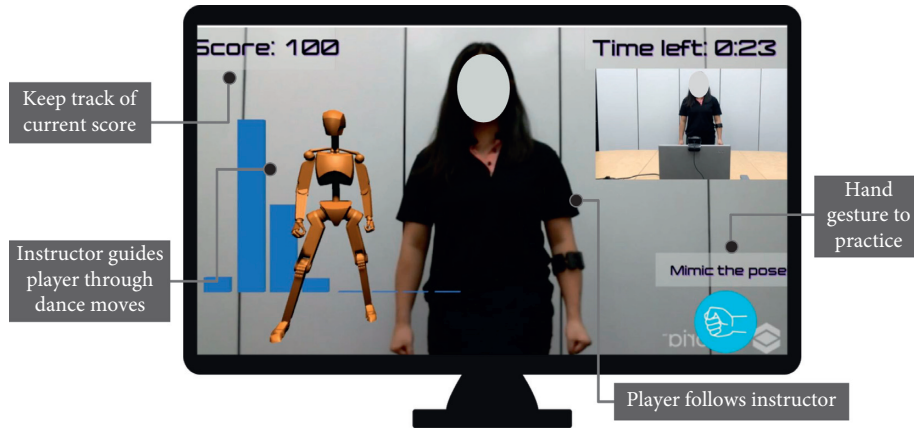 Score: 100
Time left: 0:23
Keep track of
current score
Hand
gesture to
practice
Instructor guides
player through
dance moves
Mimic the pose
Player follows instructor